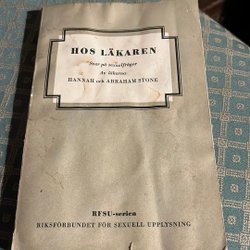 HOS LÄKAREN
Svar på sexualfrågor
Av läkarna
HANNAH och ABRAHAM STONE
RFSU-serien
RIKSFÖRBUNDET FÖR SEXUELL UPPLYSNING